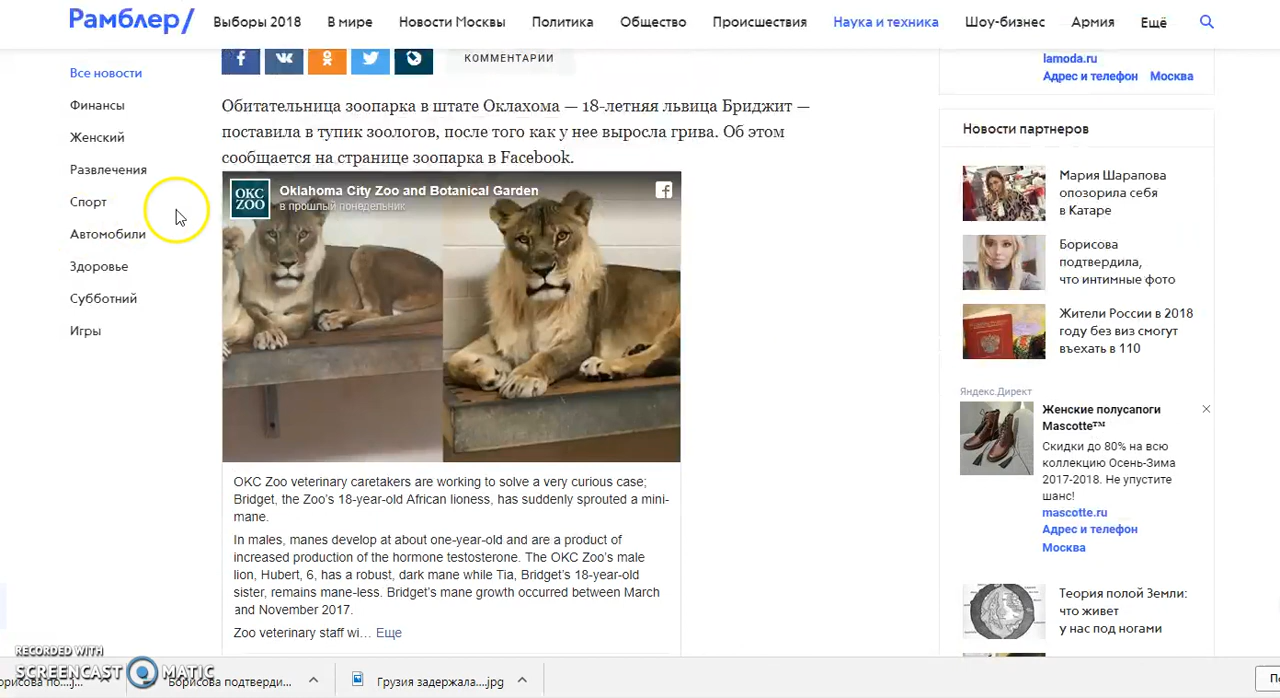 Рамблер/
Выборы 2018
В мире
Новости Москвы
Политика
Общество
Происшествия
Наука и техника
Шоу-бизнес
Армия
Ещё
Все новости
Финансы
Женский
Развлечения
Спорт
Автомобили
Здоровье
Субботний
Игры
КОММЕНТАРИИ
Обитательница зоопарка в штате Оклахома — 18-летняя львица Бриджит —
поставила в тупик зоологов, после того как у нее выросла грива. Об этом
сообщается на странице зоопарка в Facebook.
OKC
ZOO
Oklahoma City Zoo and Botanical Garden
в прошлый понедельник
OKC Zoo veterinary caretakers are working to solve a very curious case;
Bridget, the Zoo's 18-year-old African lioness, has suddenly sprouted a mini-
mane.
In males, manes develop at about one-year-old and are a product of
increased production of the hormone testosterone. The OKC Zoo's male
lion, Hubert, 6, has a robust, dark mane while Tia, Bridget's 18-year-old
sister, remains mane-less. Bridget's mane growth occurred between March
and November 2017.
Zoo veterinary staff wi... Еще
lamoda.ru
Адрес и телефон Москва
Новости партнеров
Мария Шарапова
опозорила себя
в Катаре
Борисова
подтвердила,
что интимные фото
Жители России в 2018
году без виз смогут
въехать в 110
Яндекс.Директ
Женские полусапоги
Mascotte™
Скидки до 80% на всю
коллекцию Осень-Зима
2017-2018. Не упустите
шанс!
mascotte.ru
Адрес и телефон
Москва
Теория полой Земли:
что живет
у нас под ногами
RECORDED WITH
SCREENCAST MATIC
Борисова подтверди...
Грузия задержала....jpg